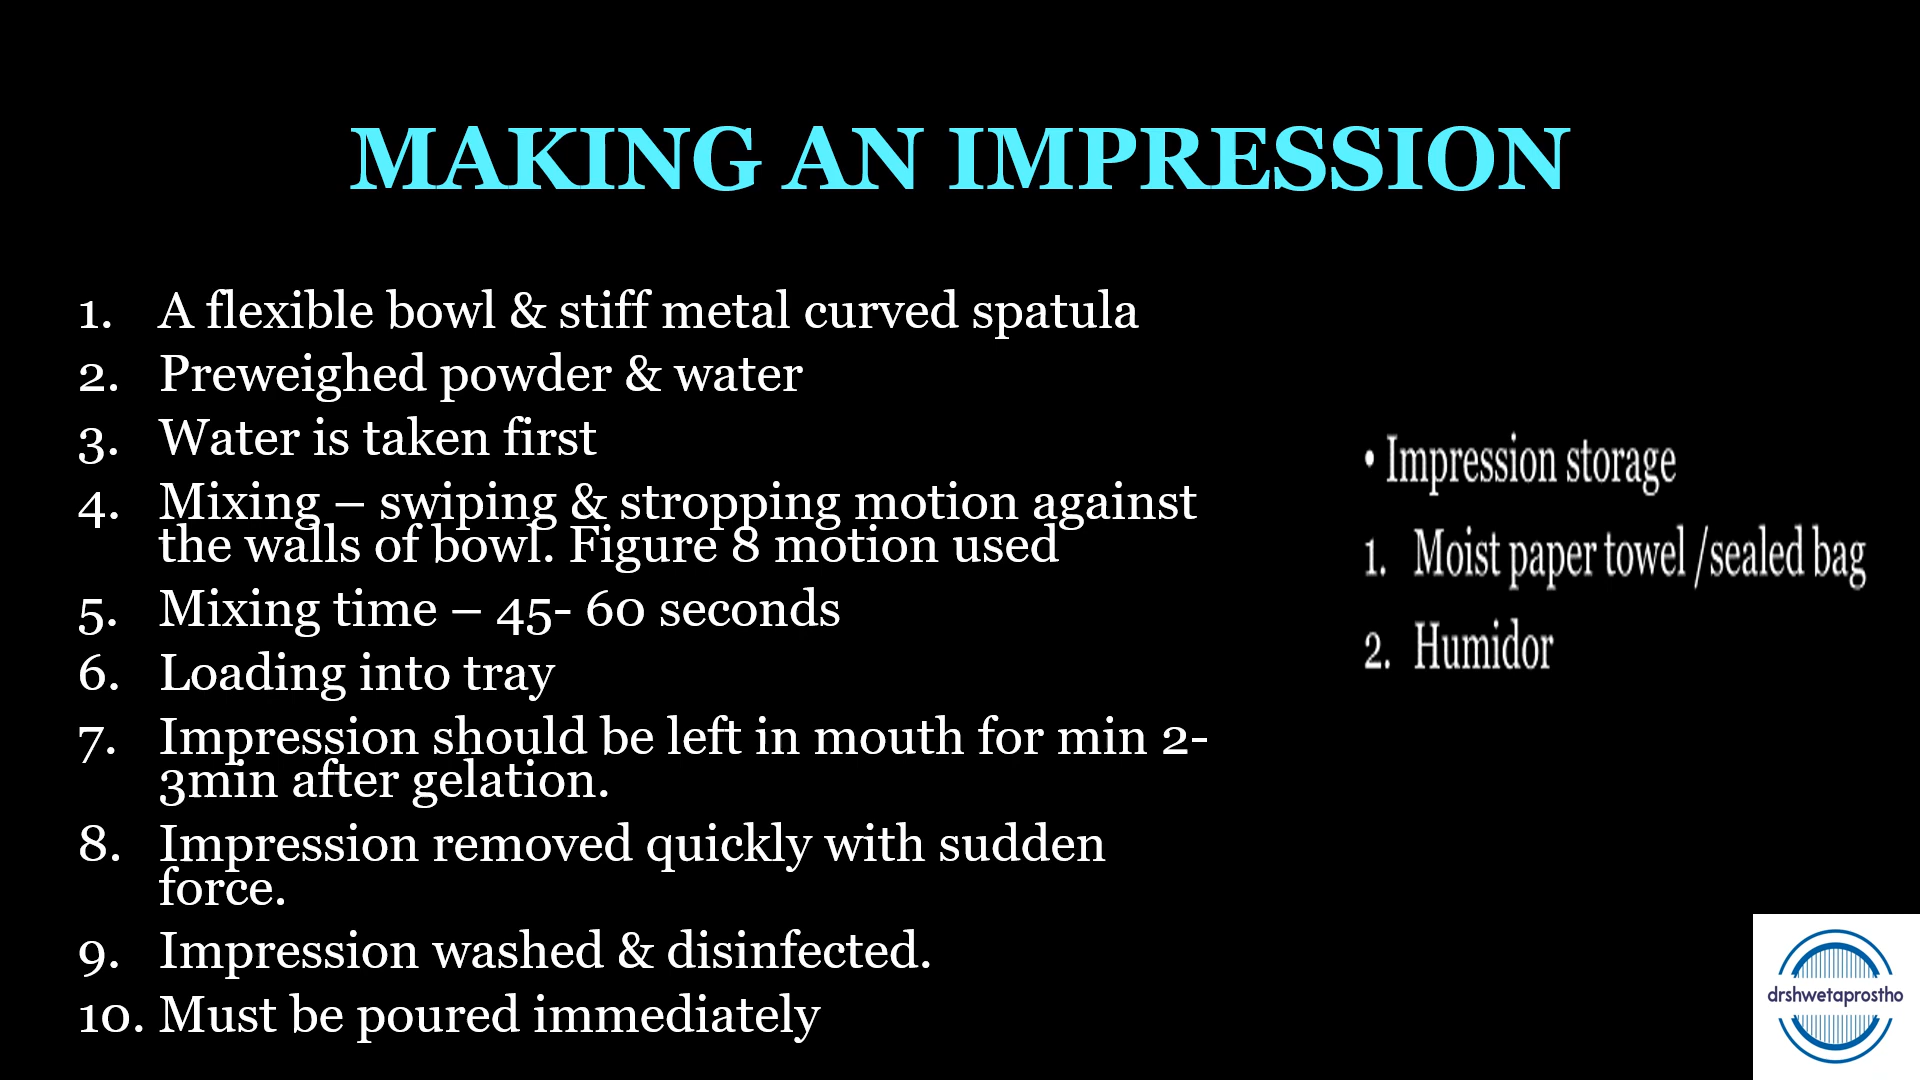 MAKING AN IMPRESSION
1. A flexible bowl & stiff metal curved spatula
2. Preweighed powder & water
3. Water is taken first
4. Mixing – swiping & stropping motion against
the walls of bowl. Figure 8 motion used
5. Mixing time – 45- 60 seconds
6. Loading into tray
7. Impression should be left in mouth for min 2-
3min after gelation.
8. Impression removed quickly with sudden
force.
9. Impression washed & disinfected.
10. Must be poured immediately
• Impression storage
1. Moist paper towel /sealed bag
2. Humidor
drshwetaprostho